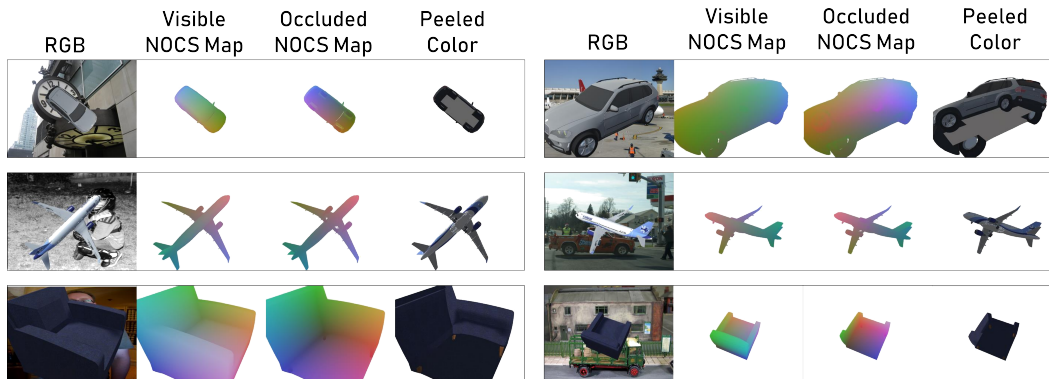 RGB
Visible
NOCS Map
Occluded
NOCS Map
Peeled
Color
RGB
Visible
NOCS Map
Occluded
NOCS Map
Peeled
Color